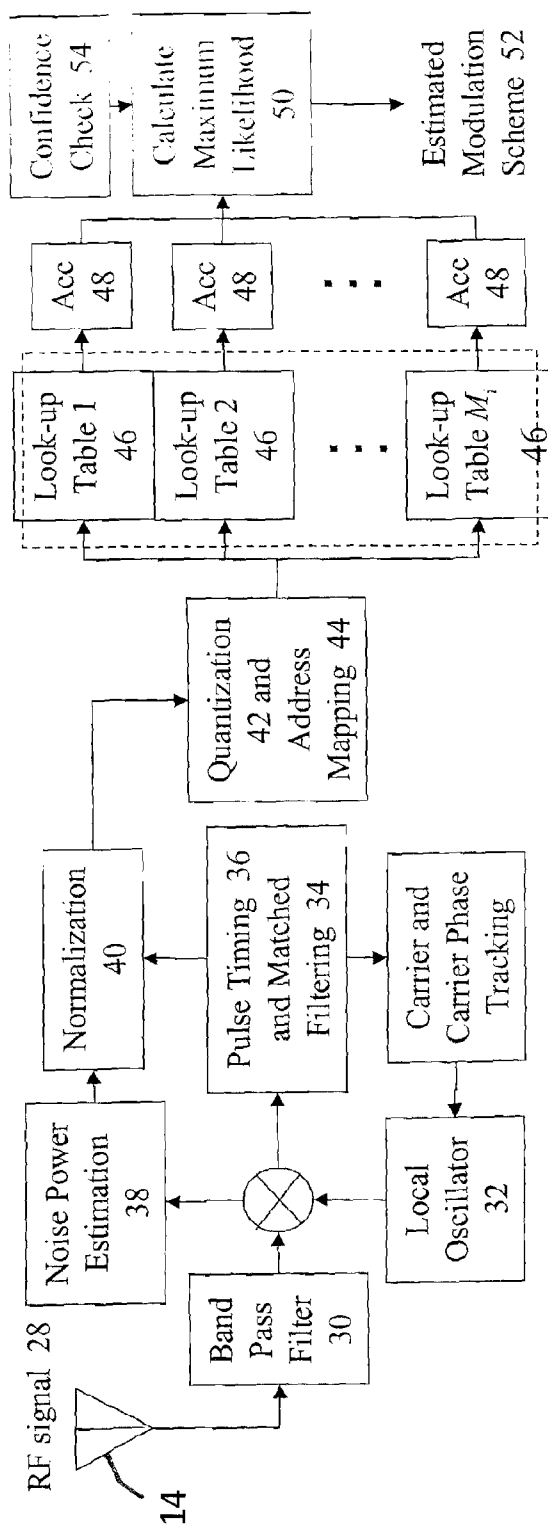 RF signal 28
14
Band
Pass
Filter
30
Noise Power
Estimation
38
Local
Oscillator
32
Normalization
40
Pulse Timing 36
and Matched
Filtering 34
Carrier and
Carrier Phase
Tracking
Quantization
42 and
Address
Mapping 44
Look-up
Table 1
46
Look-up
Table 2
46
Look-up
Table Mi
46
Acc
48
Acc
48
Acc
48
Confidence
Check 54
Calculate
Maximum
Likelihood
50
Estimated
Modulation
Scheme 52